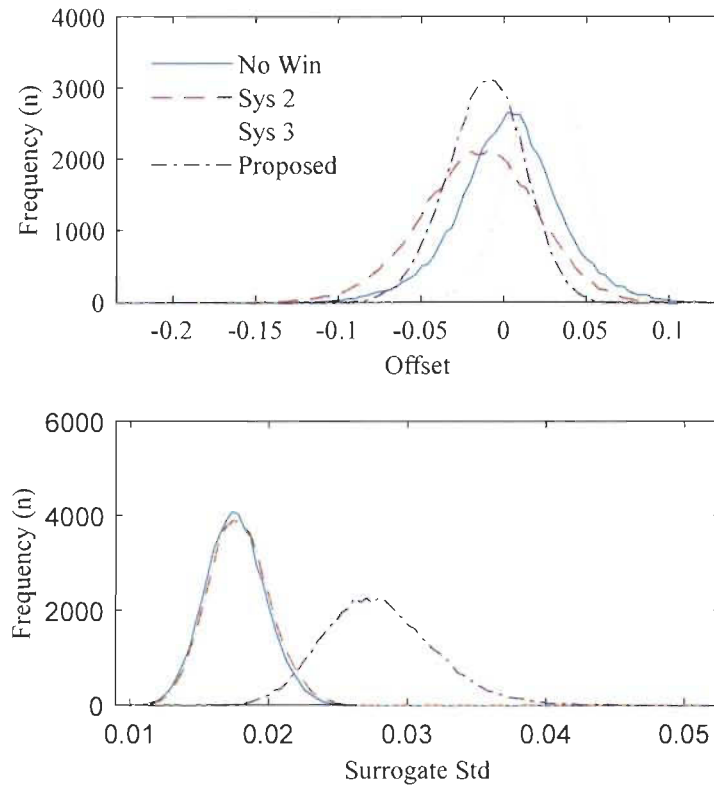 4000
3000
2000
1000
0
Frequency (n)
No Win
Sys 2
Sys 3
Proposed
-0.2
-0.15
-0.1
-0.05
0
0.05
0.1
Offset
6000
4000
2000
0
Frequency (n)
0.01
0.02
0.03
0.04
0.05
Surrogate Std